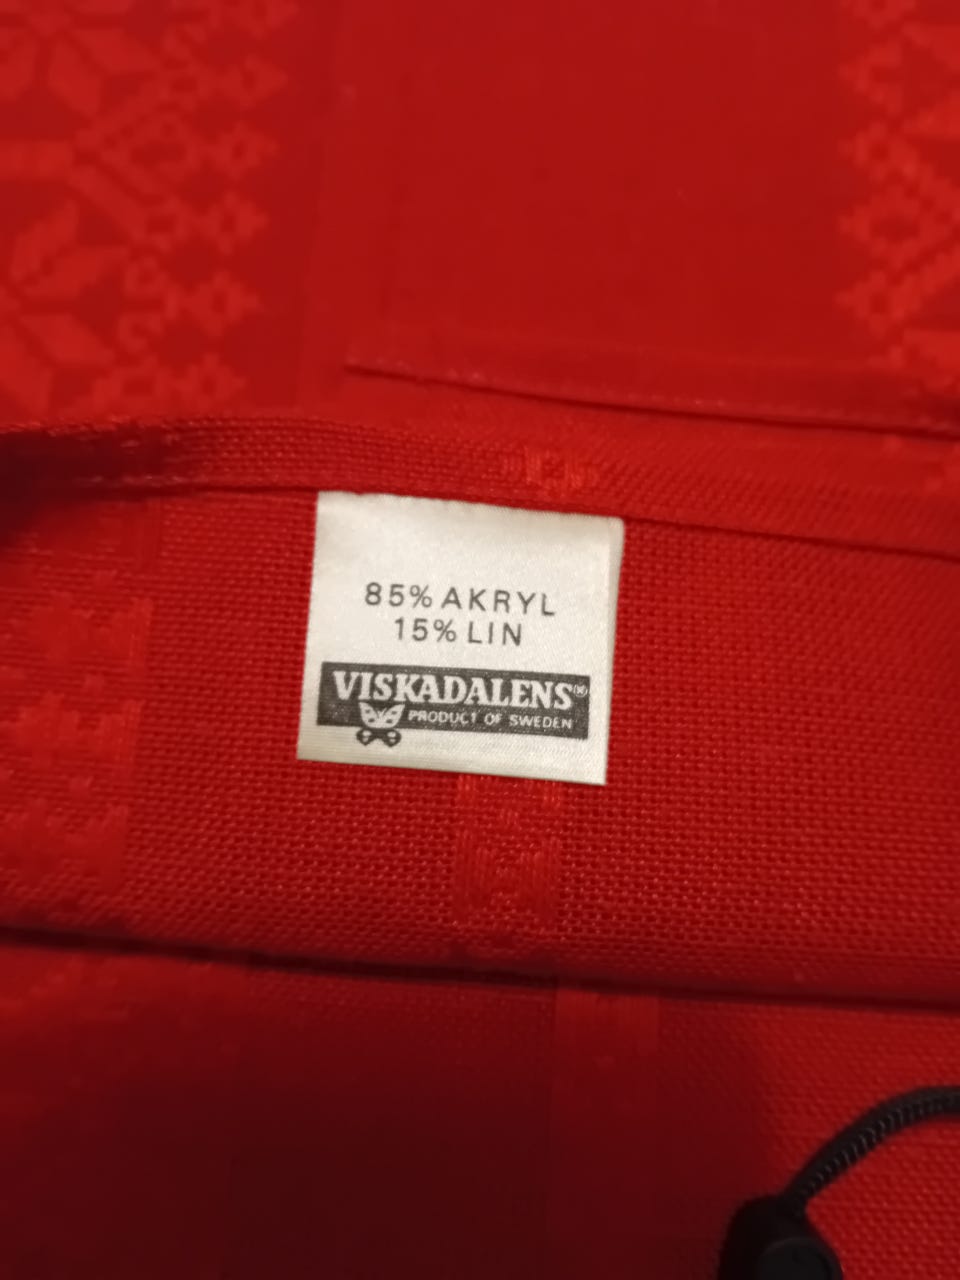 85% AKRYL
15% LIN
VISKADALENS®
PRODUCT OF SWEDEN